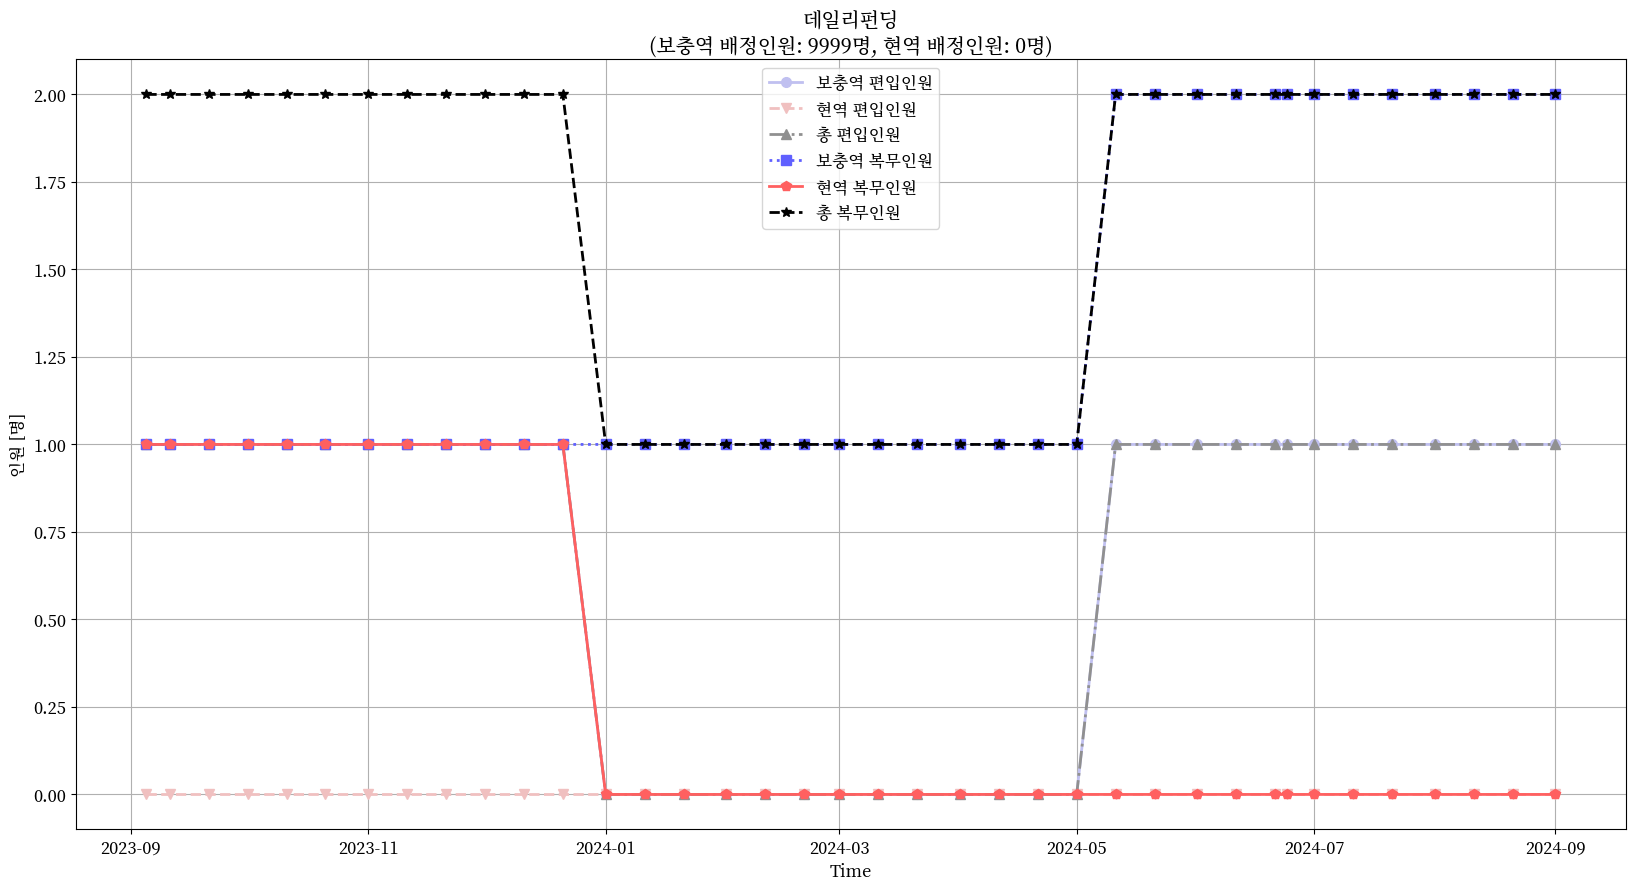 데일리펀딩
(보충역 배정인원: 9999명, 현역 배정인원: 0명)
보충역 편입인원
현역 편입인원
총 편입인원
보충역 복무인원
현역 복무인원
총 복무인원
2.00
1.75
1.50
1.25
1.00
0.75
0.50
0.25
0.00
인원 [명]
2023-09
2023-11
2024-01
2024-03
2024-05
2024-07
2024-09
Time